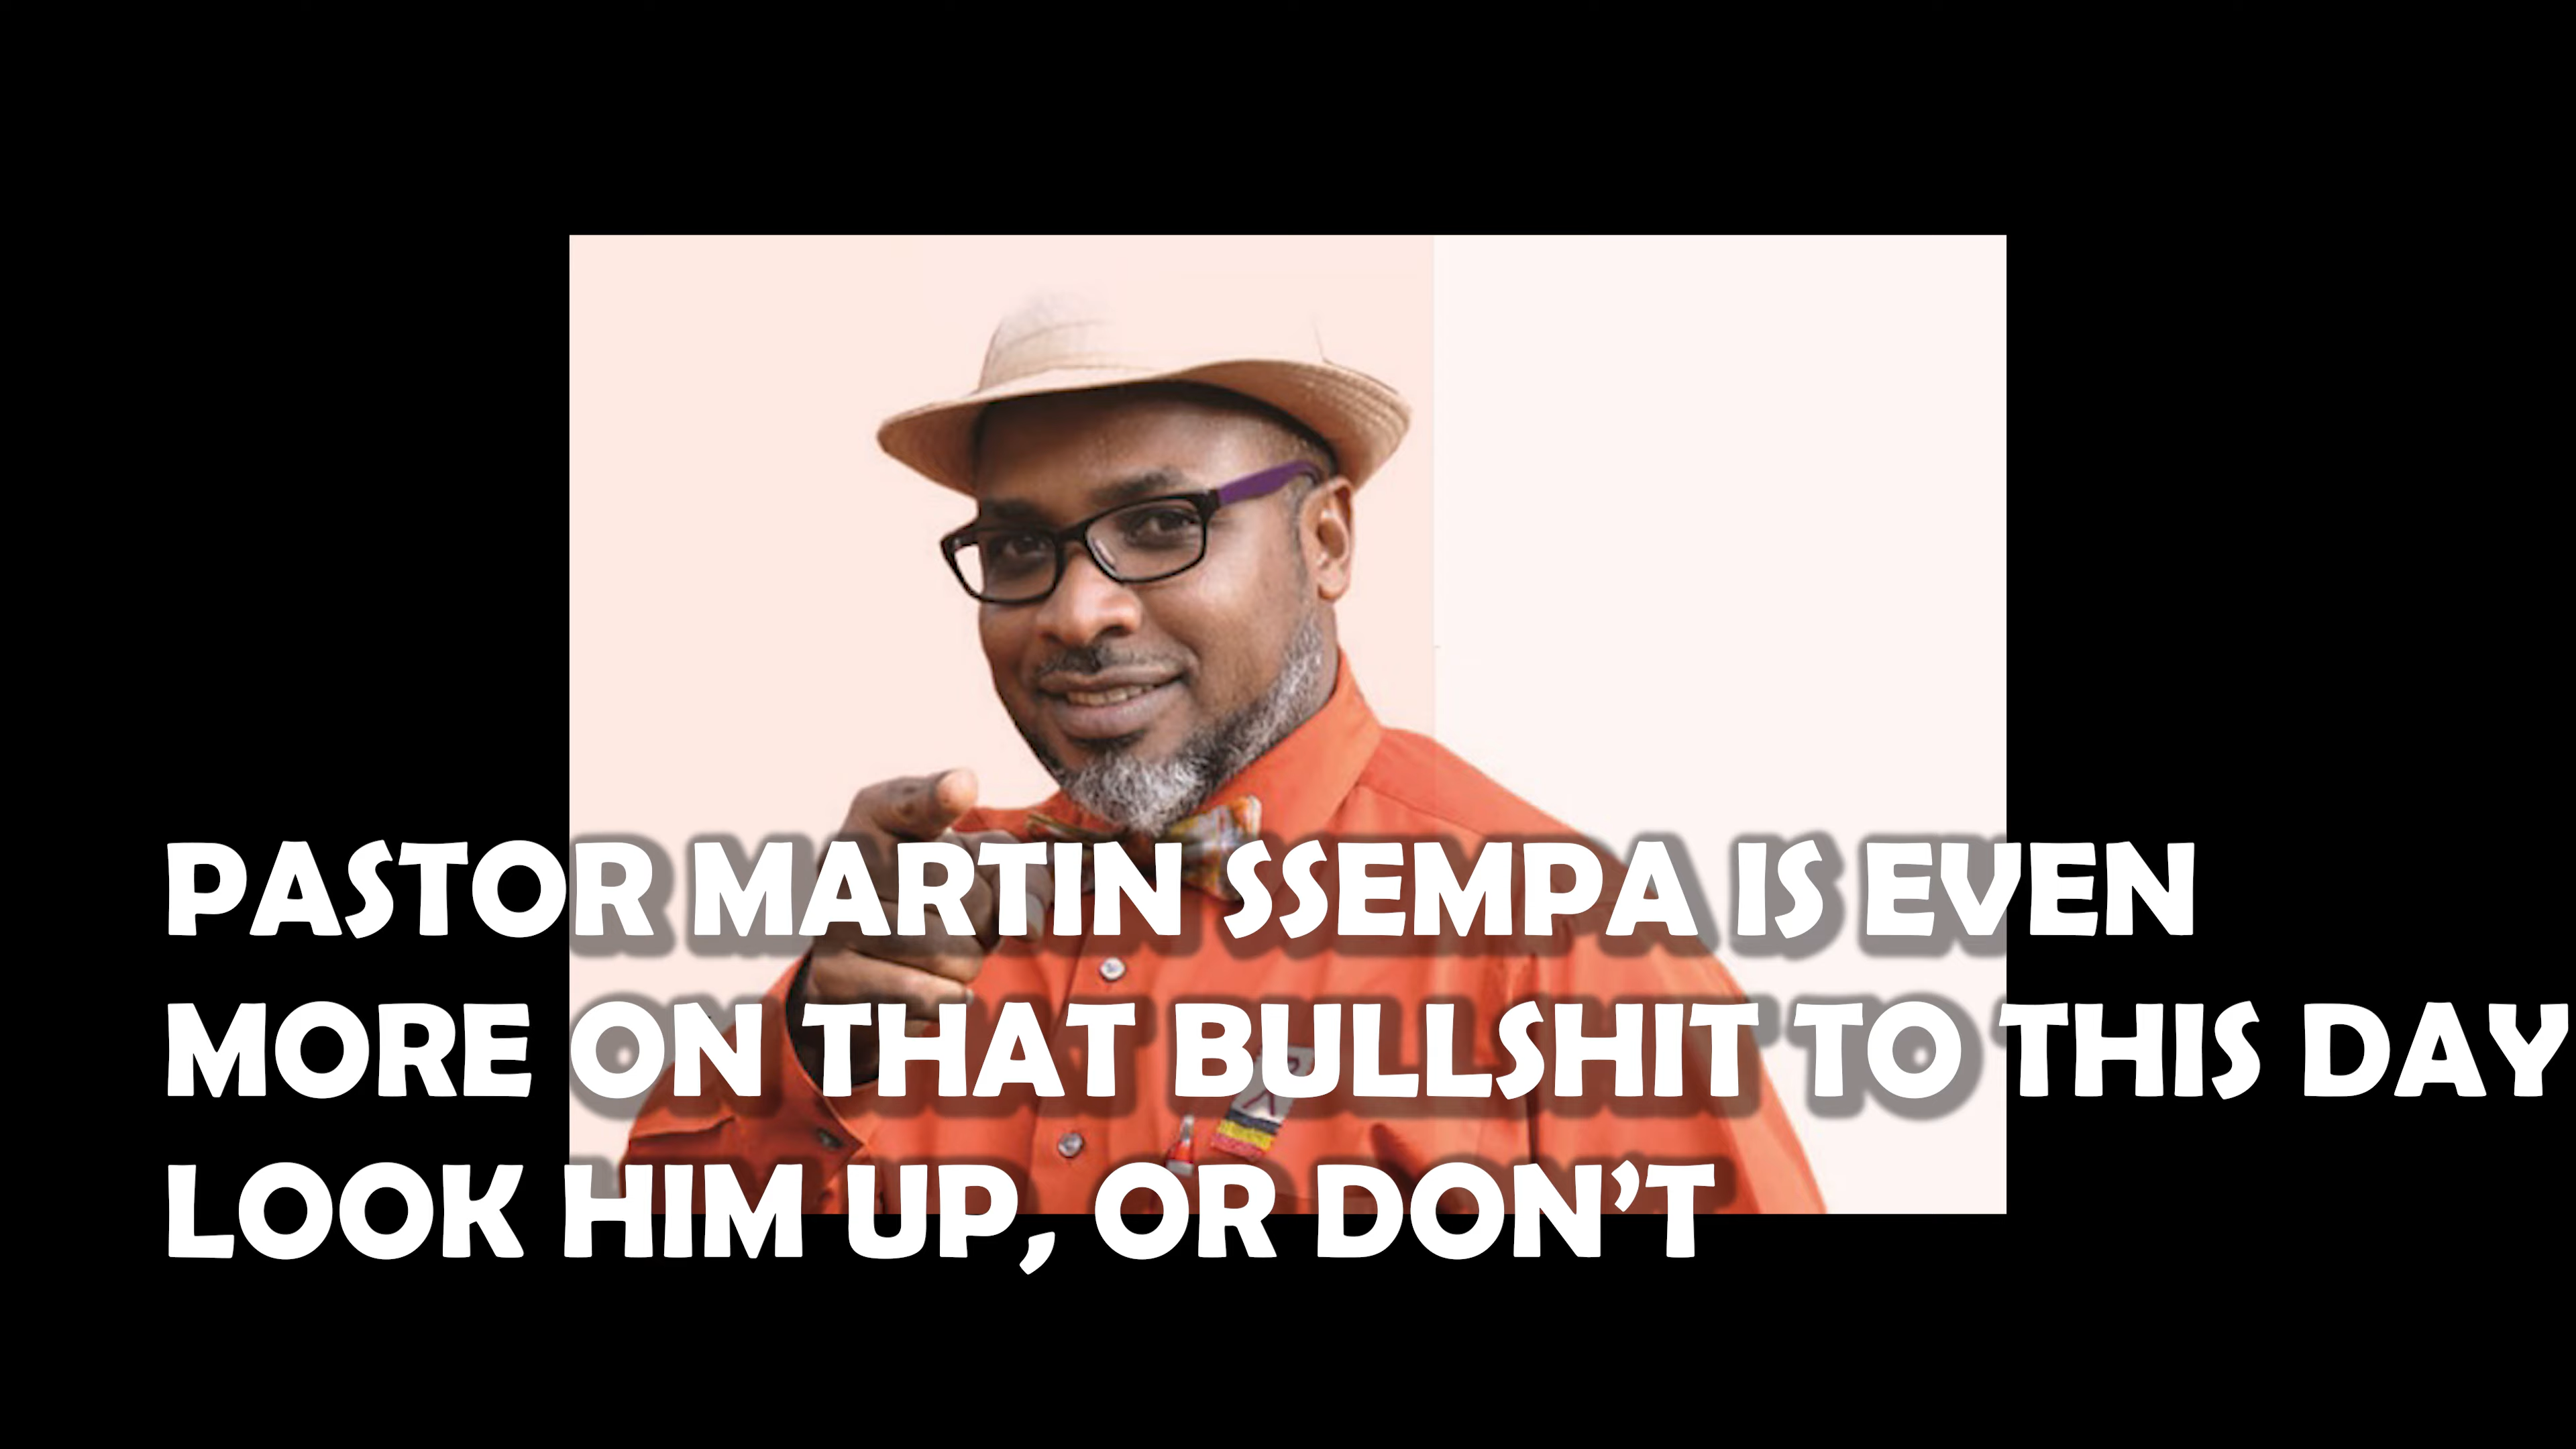 PASTOR MARTIN SSEMPA IS EVEN
MORE ON THAT BULLSHIT TO THIS DAY
LOOK HIM UP, OR DON’T